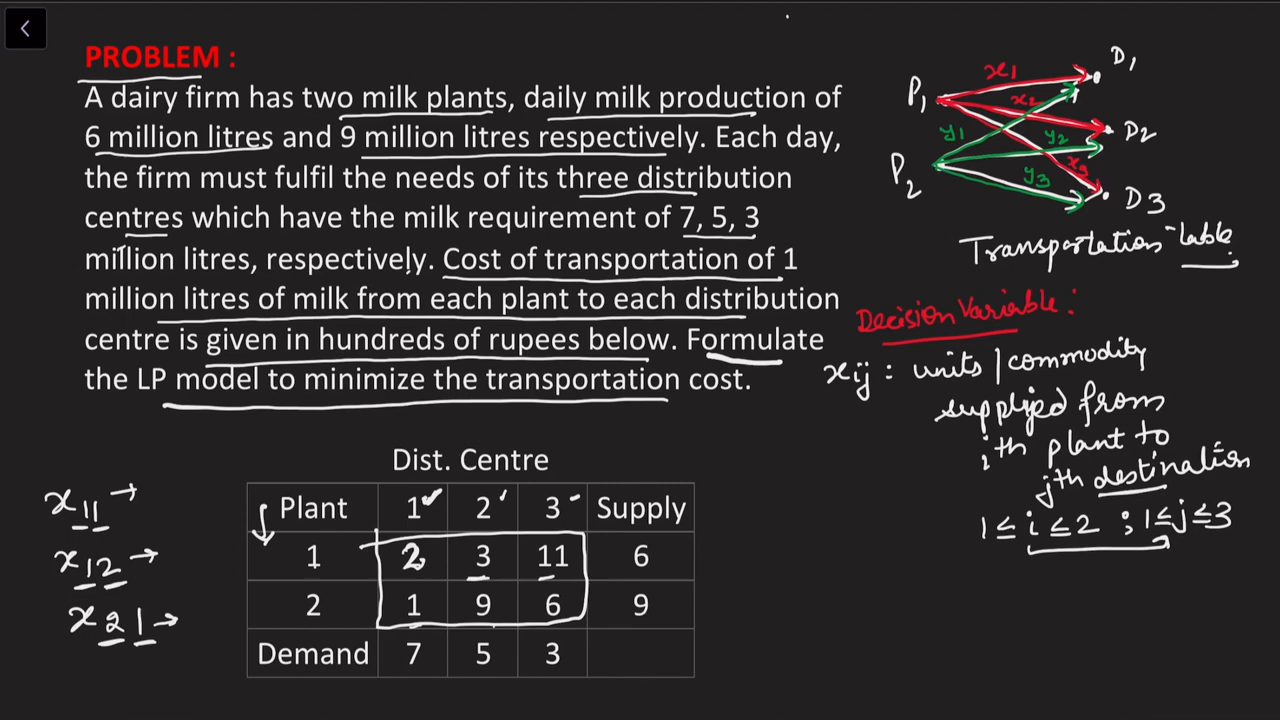 PROBLEM :
A dairy firm has two milk plants, daily milk production of
6 million litres and 9 million litres respectively. Each day,
the firm must fulfil the needs of its three distribution
centres which have the milk requirement of 7, 5, 3
million litres, respectively. Cost of transportation of 1
million litres of milk from each plant to each distribution
centre is given in hundreds of rupees below. Formulate
the LP model to minimize the transportation cost.
Dist. Centre
Plant 1 2 3 Supply
1 2 3 11 6
2 1 9 6 9
Demand 7 5 3
x11 →
x12 →
x21 →
P1 x1 D1
x2
y1 y2 D2
P2 x3
y3 D3
Transportation table
Decision Variable :
xij : units / commodity
supplied from
ith plant to
jth destination
1 ≤ i ≤ 2 ; 1 ≤ j ≤ 3